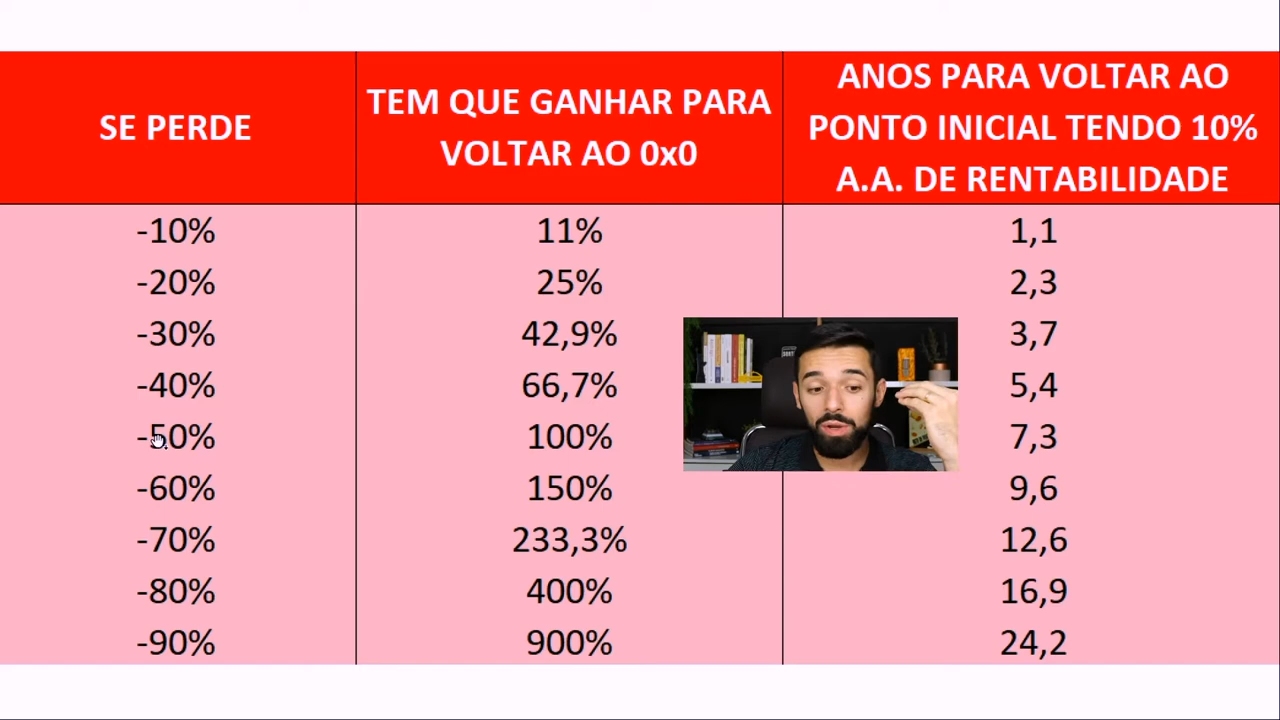 SE PERDE
TEM QUE GANHAR PARA
VOLTAR AO 0x0
ANOS PARA VOLTAR AO
PONTO INICIAL TENDO 10%
A.A. DE RENTABILIDADE
-10% 11% 1,1
-20% 25% 2,3
-30% 42,9% 3,7
-40% 66,7% 5,4
-50% 100% 7,3
-60% 150% 9,6
-70% 233,3% 12,6
-80% 400% 16,9
-90% 900% 24,2